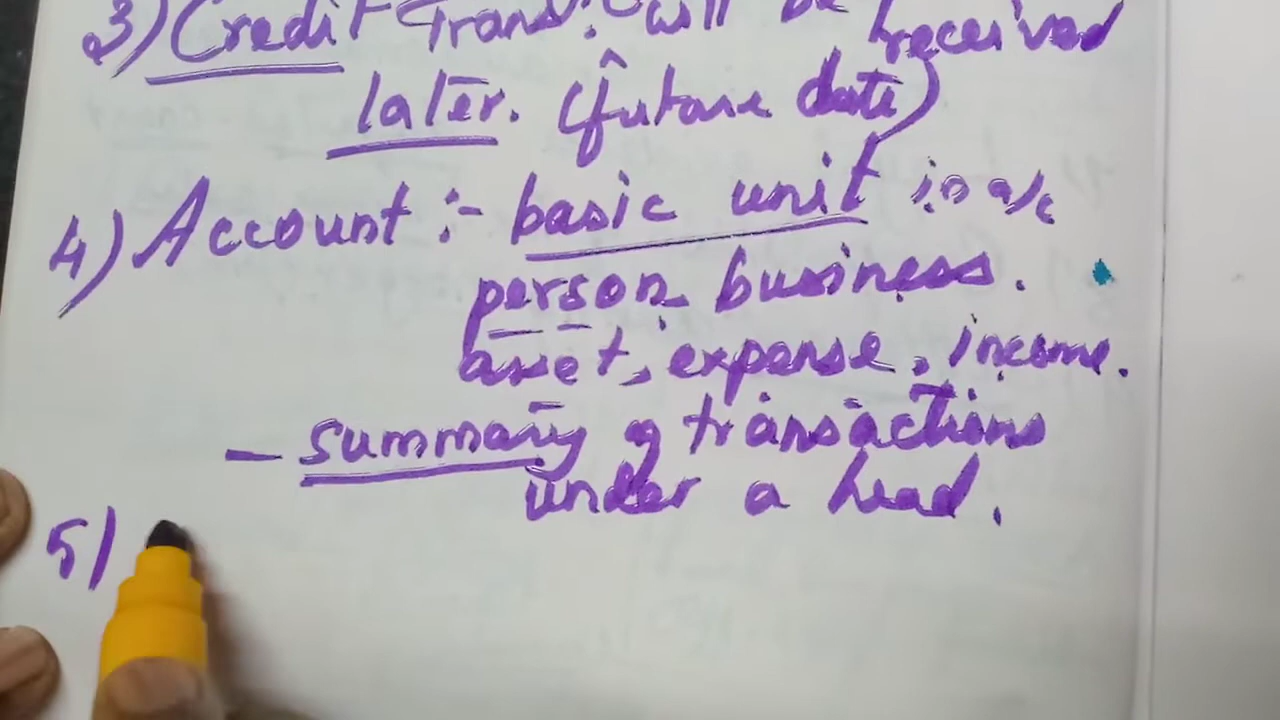 3) Credit Trans: will be received
later. (future date)
4) Account :- basic unit in a/c
person business.
asset, expense, income.
- summary of transactions
under a head.
5)